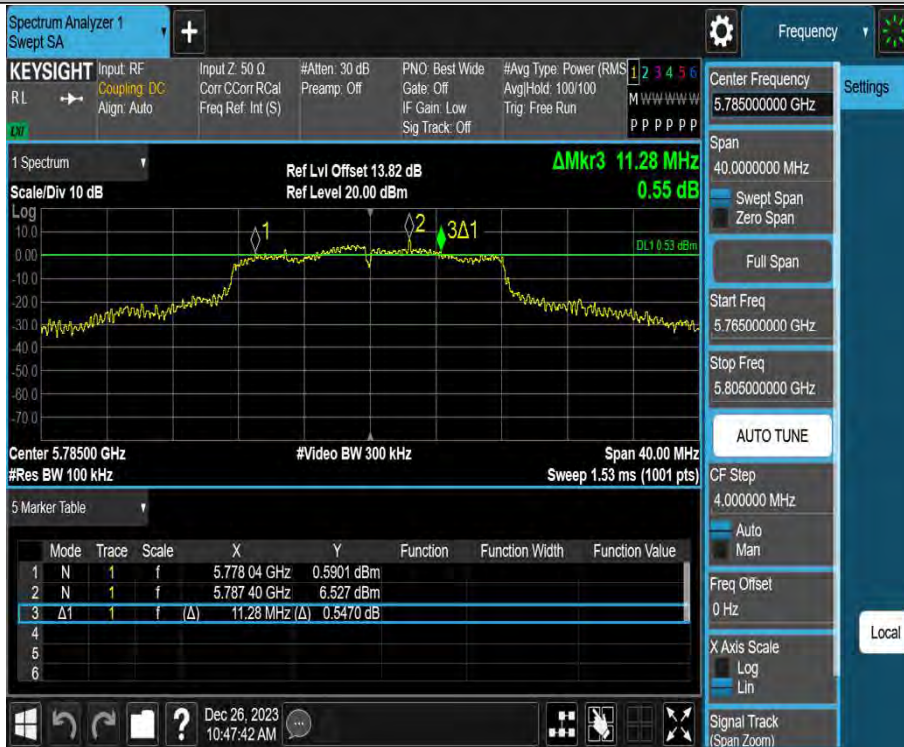 Spectrum Analyzer 1
Swept SA
+
Frequency
KEYSIGHT
RL
Input: RF
Coupling: DC
Align: Auto
Input Z: 50 Ω
Corr CCorr RCal
Freq Ref: Int (S)
#Atten: 30 dB
Preamp: Off
PNO: Best Wide
Gate: Off
IF Gain: Low
Sig Track: Off
#Avg Type: Power (RMS
Avg|Hold: 100/100
Trig: Free Run
1 2 3 4 5 6
M W W W W W
P P P P P P
1 Spectrum
Scale/Div 10 dB
Ref Lvl Offset 13.82 dB
Ref Level 20.00 dBm
ΔMkr3 11.28 MHz
0.55 dB
Log
10.0
0.00
-10.0
-20.0
-30.0
-40.0
-50.0
-60.0
-70.0
1
2
3Δ1
DL1 0.53 dBm
Center 5.78500 GHz
#Res BW 100 kHz
#Video BW 300 kHz
Span 40.00 MHz
Sweep 1.53 ms (1001 pts)
5 Marker Table
Mode Trace Scale X Y Function Function Width Function Value
1 N 1 f 5.778 04 GHz 0.5901 dBm
2 N 1 f 5.787 40 GHz 6.527 dBm
3 Δ1 1 f (Δ) 11.28 MHz (Δ) 0.5470 dB
4
5
6
?
Dec 26, 2023
10:47:42 AM
Center Frequency
5.785000000 GHz
Settings
Span
40.0000000 MHz
Swept Span
Zero Span
Full Span
Start Freq
5.765000000 GHz
Stop Freq
5.805000000 GHz
AUTO TUNE
CF Step
4.000000 MHz
Auto
Man
Freq Offset
0 Hz
X Axis Scale
Log
Lin
Local
Signal Track
(Span Zoom)